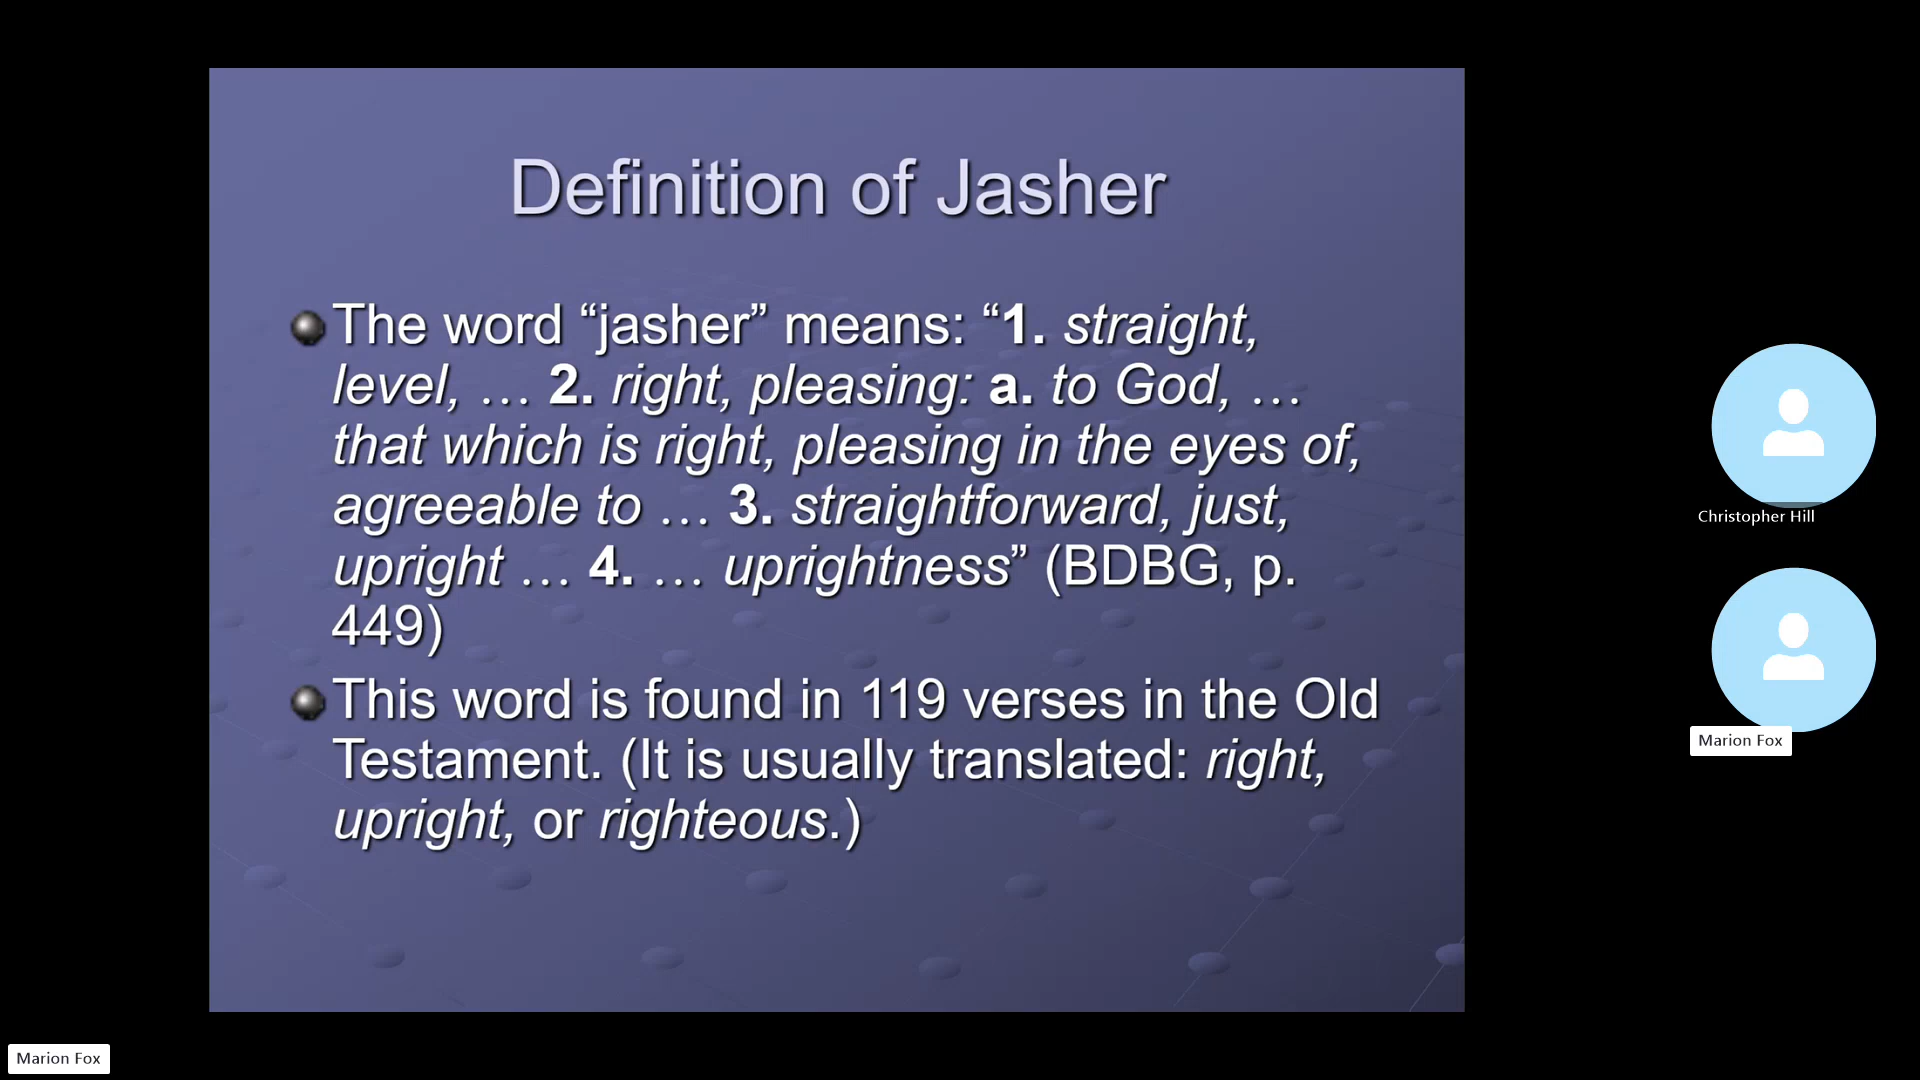 Definition of Jasher
The word “jasher” means: “1. straight,
level, … 2. right, pleasing: a. to God, …
that which is right, pleasing in the eyes of,
agreeable to … 3. straightforward, just,
upright … 4. … uprightness” (BDBG, p.
449)
This word is found in 119 verses in the Old
Testament. (It is usually translated: right,
upright, or righteous.)
Christopher Hill
Marion Fox
Marion Fox